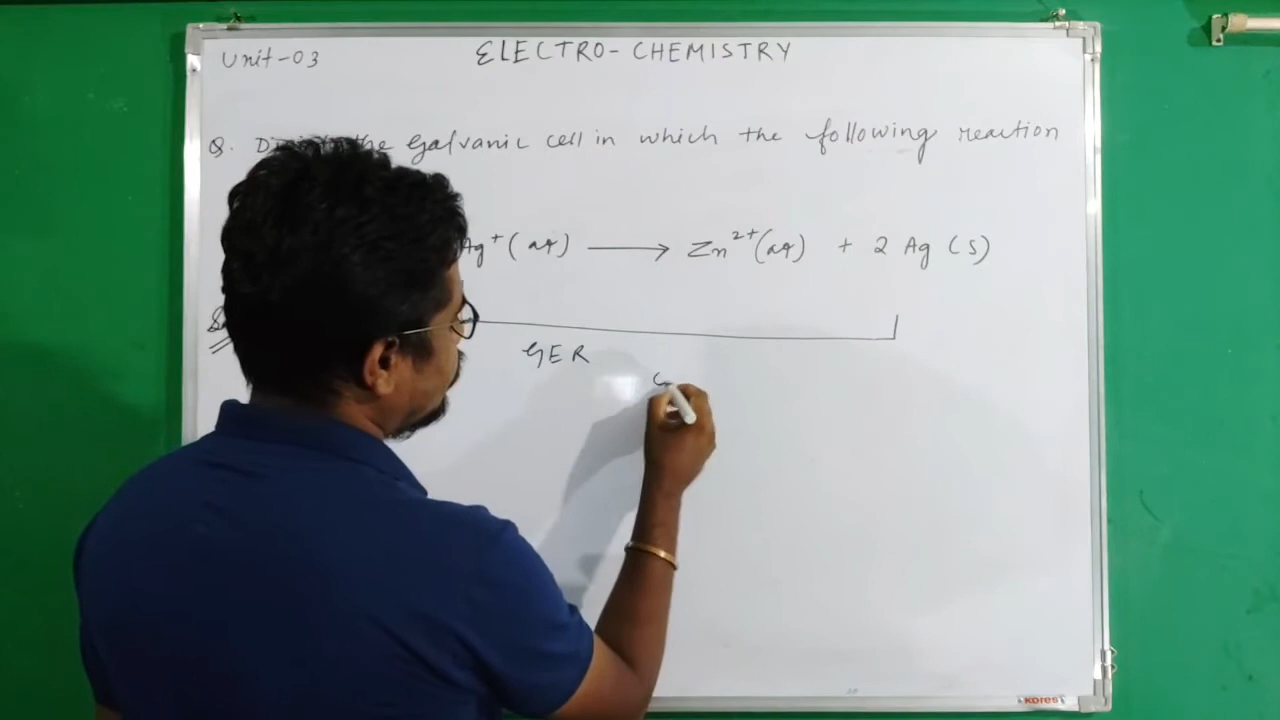 Unit-03
ELECTRO-CHEMISTRY
Q. the Galvanic cell in which the following reaction
Ag⁺(aq) ⟶ Zn²⁺(aq) + 2 Ag (s)
GER
Kores